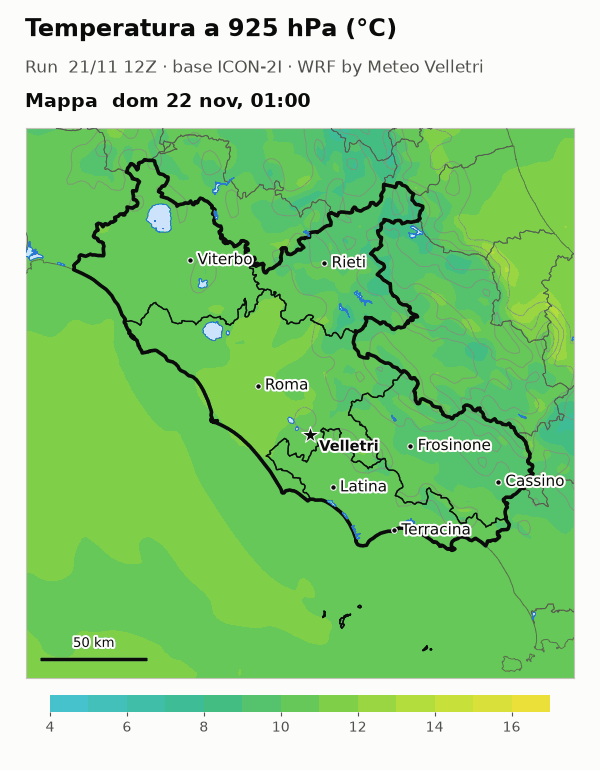 Temperatura a 925 hPa (°C)
Run  21/11 12Z · base ICON-2I · WRF by Meteo Velletri
Mappa  dom 22 nov, 01:00
Viterbo
Rieti
Roma
Velletri
Frosinone
Cassino
Latina
Terracina
50 km
4 6 8 10 12 14 16